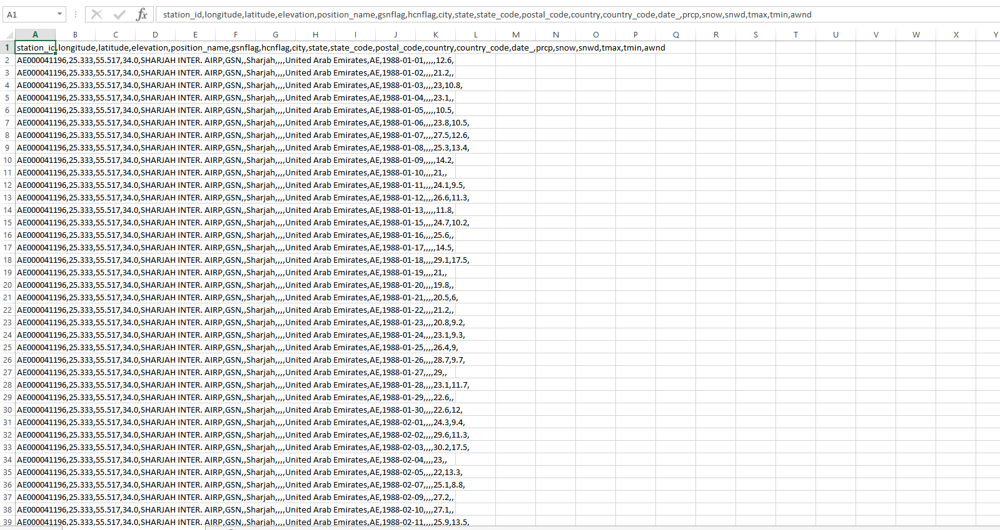 A1 fx station_id,longitude,latitude,elevation,position_name,gsnflag,hcnflag,city,state,state_code,postal_code,country,country_code,date_,prcp,snow,snwd,tmax,tmin,awnd
A B C D E F G H I J K L M N O P Q R S T U V W X Y
1 station_id,longitude,latitude,elevation,position_name,gsnflag,hcnflag,city,state,state_code,postal_code,country,country_code,date_,prcp,snow,snwd,tmax,tmin,awnd
2 AE000041196,25.333,55.517,34.0,SHARJAH INTER. AIRP,GSN,,Sharjah,,,,United Arab Emirates,AE,1988-01-01,,,,,12.6,
3 AE000041196,25.333,55.517,34.0,SHARJAH INTER. AIRP,GSN,,Sharjah,,,,United Arab Emirates,AE,1988-01-02,,,,21.2,,
4 AE000041196,25.333,55.517,34.0,SHARJAH INTER. AIRP,GSN,,Sharjah,,,,United Arab Emirates,AE,1988-01-03,,,,23,10.8,
5 AE000041196,25.333,55.517,34.0,SHARJAH INTER. AIRP,GSN,,Sharjah,,,,United Arab Emirates,AE,1988-01-04,,,,23.1,,
6 AE000041196,25.333,55.517,34.0,SHARJAH INTER. AIRP,GSN,,Sharjah,,,,United Arab Emirates,AE,1988-01-05,,,,,10.5,
7 AE000041196,25.333,55.517,34.0,SHARJAH INTER. AIRP,GSN,,Sharjah,,,,United Arab Emirates,AE,1988-01-06,,,,23.8,10.5,
8 AE000041196,25.333,55.517,34.0,SHARJAH INTER. AIRP,GSN,,Sharjah,,,,United Arab Emirates,AE,1988-01-07,,,,27.5,12.6,
9 AE000041196,25.333,55.517,34.0,SHARJAH INTER. AIRP,GSN,,Sharjah,,,,United Arab Emirates,AE,1988-01-08,,,,25.3,13.4,
10 AE000041196,25.333,55.517,34.0,SHARJAH INTER. AIRP,GSN,,Sharjah,,,,United Arab Emirates,AE,1988-01-09,,,,,14.2,
11 AE000041196,25.333,55.517,34.0,SHARJAH INTER. AIRP,GSN,,Sharjah,,,,United Arab Emirates,AE,1988-01-10,,,,21,,
12 AE000041196,25.333,55.517,34.0,SHARJAH INTER. AIRP,GSN,,Sharjah,,,,United Arab Emirates,AE,1988-01-11,,,,24.1,9.5,
13 AE000041196,25.333,55.517,34.0,SHARJAH INTER. AIRP,GSN,,Sharjah,,,,United Arab Emirates,AE,1988-01-12,,,,26.6,11.3,
14 AE000041196,25.333,55.517,34.0,SHARJAH INTER. AIRP,GSN,,Sharjah,,,,United Arab Emirates,AE,1988-01-13,,,,,11.8,
15 AE000041196,25.333,55.517,34.0,SHARJAH INTER. AIRP,GSN,,Sharjah,,,,United Arab Emirates,AE,1988-01-15,,,,24.7,10.2,
16 AE000041196,25.333,55.517,34.0,SHARJAH INTER. AIRP,GSN,,Sharjah,,,,United Arab Emirates,AE,1988-01-16,,,,25.6,,
17 AE000041196,25.333,55.517,34.0,SHARJAH INTER. AIRP,GSN,,Sharjah,,,,United Arab Emirates,AE,1988-01-17,,,,,14.5,
18 AE000041196,25.333,55.517,34.0,SHARJAH INTER. AIRP,GSN,,Sharjah,,,,United Arab Emirates,AE,1988-01-18,,,,29.1,17.5,
19 AE000041196,25.333,55.517,34.0,SHARJAH INTER. AIRP,GSN,,Sharjah,,,,United Arab Emirates,AE,1988-01-19,,,,21,,
20 AE000041196,25.333,55.517,34.0,SHARJAH INTER. AIRP,GSN,,Sharjah,,,,United Arab Emirates,AE,1988-01-20,,,,19.8,,
21 AE000041196,25.333,55.517,34.0,SHARJAH INTER. AIRP,GSN,,Sharjah,,,,United Arab Emirates,AE,1988-01-21,,,,20.5,6,
22 AE000041196,25.333,55.517,34.0,SHARJAH INTER. AIRP,GSN,,Sharjah,,,,United Arab Emirates,AE,1988-01-22,,,,21.2,,
23 AE000041196,25.333,55.517,34.0,SHARJAH INTER. AIRP,GSN,,Sharjah,,,,United Arab Emirates,AE,1988-01-23,,,,20.8,9.2,
24 AE000041196,25.333,55.517,34.0,SHARJAH INTER. AIRP,GSN,,Sharjah,,,,United Arab Emirates,AE,1988-01-24,,,,23.1,9.3,
25 AE000041196,25.333,55.517,34.0,SHARJAH INTER. AIRP,GSN,,Sharjah,,,,United Arab Emirates,AE,1988-01-25,,,,26.4,9,
26 AE000041196,25.333,55.517,34.0,SHARJAH INTER. AIRP,GSN,,Sharjah,,,,United Arab Emirates,AE,1988-01-26,,,,28.7,9.7,
27 AE000041196,25.333,55.517,34.0,SHARJAH INTER. AIRP,GSN,,Sharjah,,,,United Arab Emirates,AE,1988-01-27,,,,29,,
28 AE000041196,25.333,55.517,34.0,SHARJAH INTER. AIRP,GSN,,Sharjah,,,,United Arab Emirates,AE,1988-01-28,,,,23.1,11.7,
29 AE000041196,25.333,55.517,34.0,SHARJAH INTER. AIRP,GSN,,Sharjah,,,,United Arab Emirates,AE,1988-01-29,,,,22.6,,
30 AE000041196,25.333,55.517,34.0,SHARJAH INTER. AIRP,GSN,,Sharjah,,,,United Arab Emirates,AE,1988-01-30,,,,22.6,12,
31 AE000041196,25.333,55.517,34.0,SHARJAH INTER. AIRP,GSN,,Sharjah,,,,United Arab Emirates,AE,1988-02-01,,,,24.3,9.4,
32 AE000041196,25.333,55.517,34.0,SHARJAH INTER. AIRP,GSN,,Sharjah,,,,United Arab Emirates,AE,1988-02-02,,,,29.6,11.3,
33 AE000041196,25.333,55.517,34.0,SHARJAH INTER. AIRP,GSN,,Sharjah,,,,United Arab Emirates,AE,1988-02-03,,,,30.2,17.5,
34 AE000041196,25.333,55.517,34.0,SHARJAH INTER. AIRP,GSN,,Sharjah,,,,United Arab Emirates,AE,1988-02-04,,,,23,,
35 AE000041196,25.333,55.517,34.0,SHARJAH INTER. AIRP,GSN,,Sharjah,,,,United Arab Emirates,AE,1988-02-05,,,,22,13.3,
36 AE000041196,25.333,55.517,34.0,SHARJAH INTER. AIRP,GSN,,Sharjah,,,,United Arab Emirates,AE,1988-02-07,,,,25.1,8.8,
37 AE000041196,25.333,55.517,34.0,SHARJAH INTER. AIRP,GSN,,Sharjah,,,,United Arab Emirates,AE,1988-02-09,,,,27.2,,
38 AE000041196,25.333,55.517,34.0,SHARJAH INTER. AIRP,GSN,,Sharjah,,,,United Arab Emirates,AE,1988-02-10,,,,27.1,,
39 AE000041196,25.333,55.517,34.0,SHARJAH INTER. AIRP,GSN,,Sharjah,,,,United Arab Emirates,AE,1988-02-11,,,,25.9,13.5,